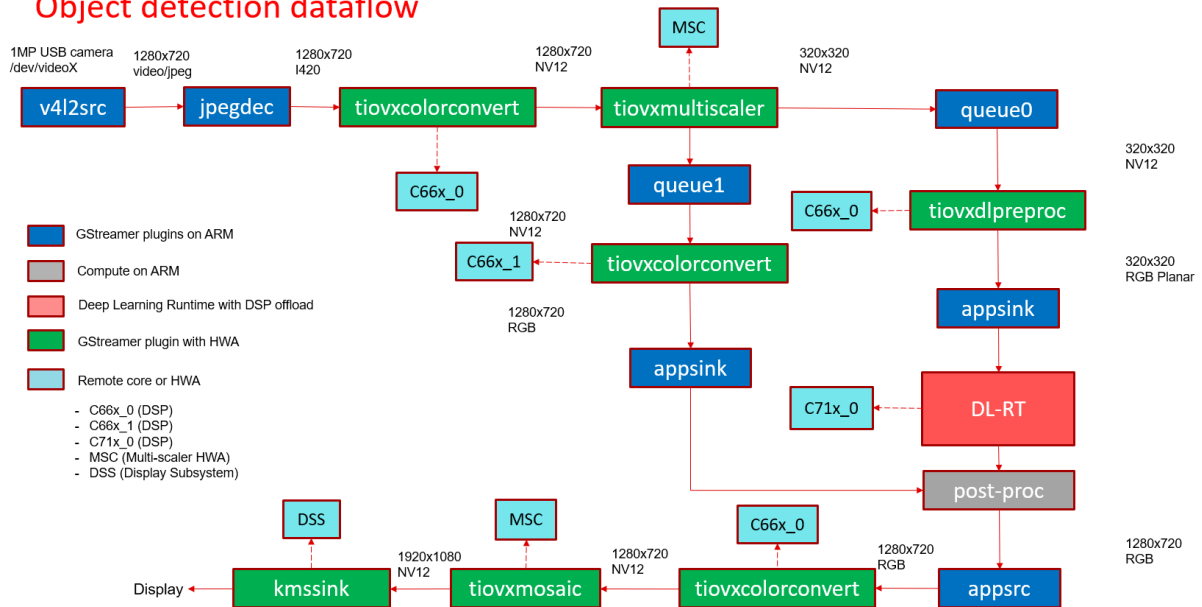 Object detection dataflow
1MP USB camera
/dev/videoX
1280x720
video/jpeg
1280x720
I420
1280x720
NV12
MSC
320x320
NV12
v4l2src
jpegdec
tiovxcolorconvert
tiovxmultiscaler
queue0
320x320
NV12
C66x_0
queue1
C66x_0
tiovxdlpreproc
1280x720
NV12
C66x_1
tiovxcolorconvert
320x320
RGB Planar
1280x720
RGB
appsink
appsink
GStreamer plugins on ARM
Compute on ARM
Deep Learning Runtime with DSP offload
GStreamer plugin with HWA
Remote core or HWA
- C66x_0 (DSP)
- C66x_1 (DSP)
- C71x_0 (DSP)
- MSC (Multi-scaler HWA)
- DSS (Display Subsystem)
C71x_0
DL-RT
post-proc
DSS
MSC
C66x_0
1920x1080
NV12
1280x720
NV12
1280x720
RGB
1280x720
RGB
Display
kmssink
tiovxmosaic
tiovxcolorconvert
appsrc